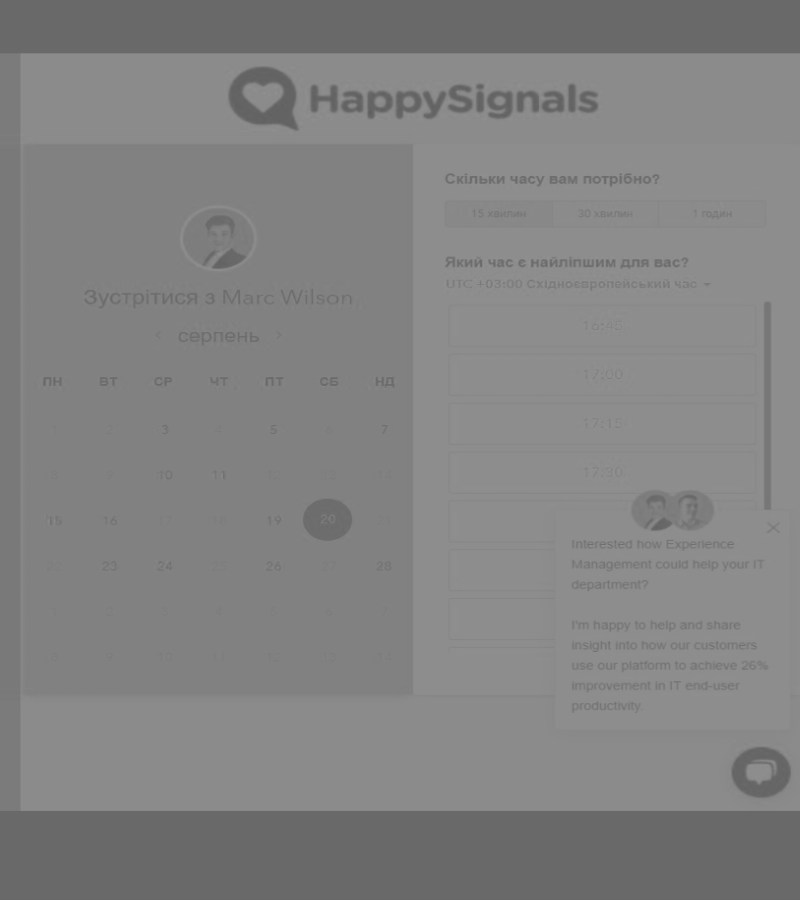 HappySignals
Зустрітися з Marc Wilson
серпень
ПН ВТ СР ЧТ ПТ СБ НД
1 2 3 4 5 6 7
8 9 10 11 12 13 14
15 16 17 18 19 20 21
22 23 24 25 26 27 28
1 2 3 4 5 6 7
8 9 10 11 12 13 14
Скільки часу вам потрібно?
15 хвилин 30 хвилин 1 годин
Який час є найліпшим для вас?
UTC +03:00 Східноєвропейський час
16:45
17:00
17:15
17:30
Interested how Experience
Management could help your IT
department?
I'm happy to help and share
insight into how our customers
use our platform to achieve 26%
improvement in IT end-user
productivity.